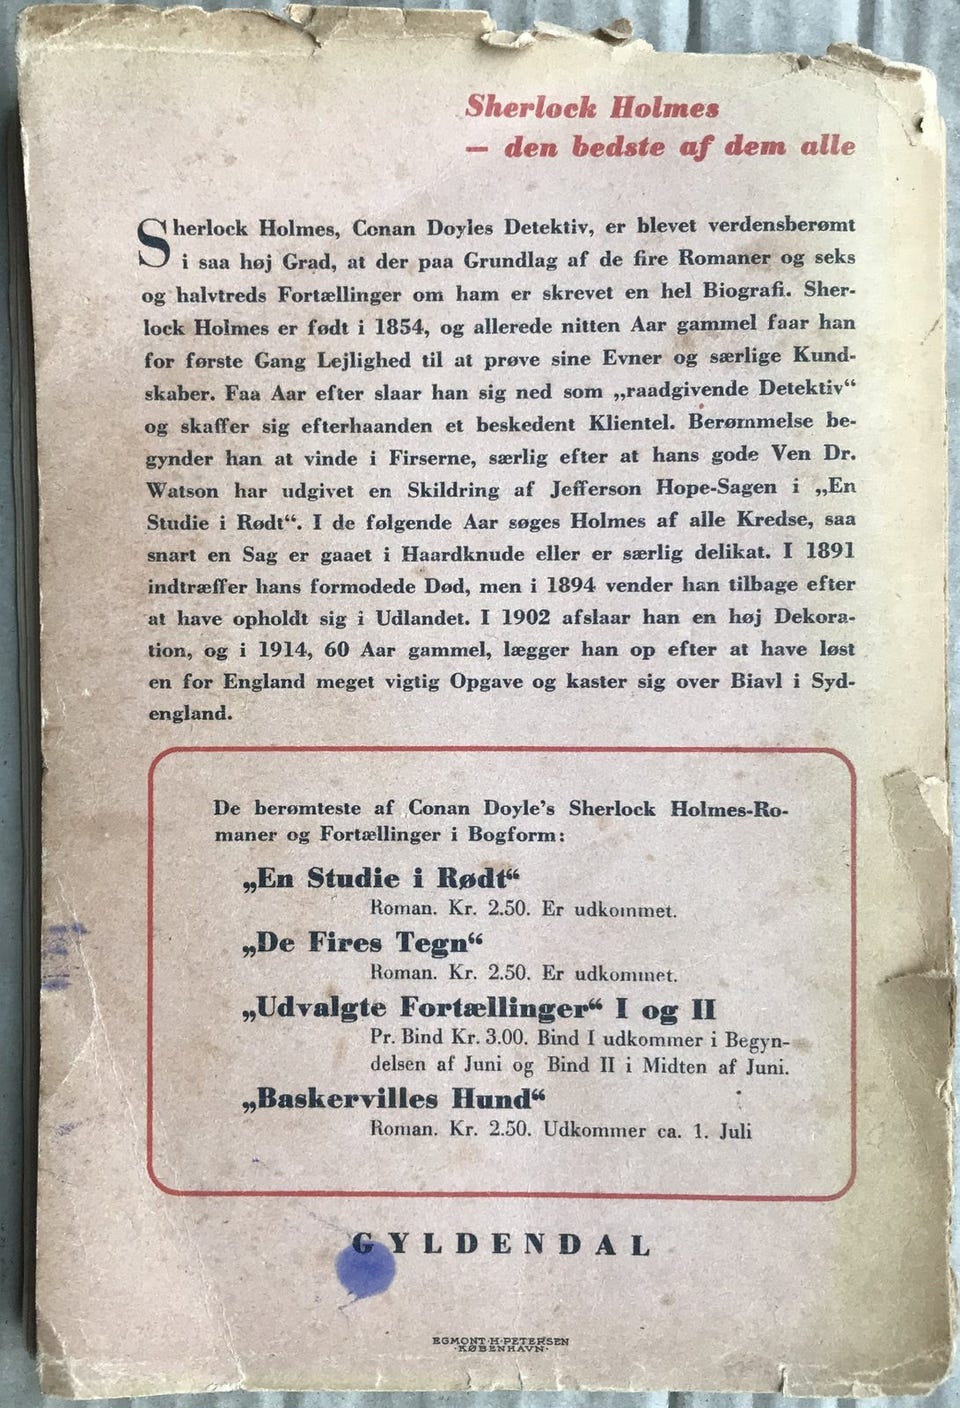 Sherlock Holmes
— den bedste af dem alle
Sherlock Holmes, Conan Doyles Detektiv, er blevet verdensberømt
i saa høj Grad, at der paa Grundlag af de fire Romaner og seks
og halvtreds Fortællinger om ham er skrevet en hel Biografi. Sher-
lock Holmes er født i 1854, og allerede nitten Aar gammel faar han
for første Gang Lejlighed til at prøve sine Evner og særlige Kund-
skaber. Faa Aar efter slaar han sig ned som „raadgivende Detektiv“
og skaffer sig efterhaanden et beskedent Klientel. Berømmelse be-
gynder han at vinde i Firserne, særlig efter at hans gode Ven Dr.
Watson har udgivet en Skildring af Jefferson Hope-Sagen i „En
Studie i Rødt“. I de følgende Aar søges Holmes af alle Kredse, saa
snart en Sag er gaaet i Haardknude eller er særlig delikat. I 1891
indtræffer hans formodede Død, men i 1894 vender han tilbage efter
at have opholdt sig i Udlandet. I 1902 afslaar han en høj Dekora-
tion, og i 1914, 60 Aar gammel, lægger han op efter at have løst
en for England meget vigtig Opgave og kaster sig over Biavl i Syd-
england.
De berømteste af Conan Doyle's Sherlock Holmes-Ro-
maner og Fortællinger i Bogform:
„En Studie i Rødt“
Roman. Kr. 2.50. Er udkommet.
„De Fires Tegn“
Roman. Kr. 2.50. Er udkommet.
„Udvalgte Fortællinger“ I og II
Pr. Bind Kr. 3.00. Bind I udkommer i Begyn-
delsen af Juni og Bind II i Midten af Juni.
„Baskervilles Hund“
Roman. Kr. 2.50. Udkommer ca. 1. Juli
GYLDENDAL
EGMONT·H·PETERSEN
·KØBENHAVN·